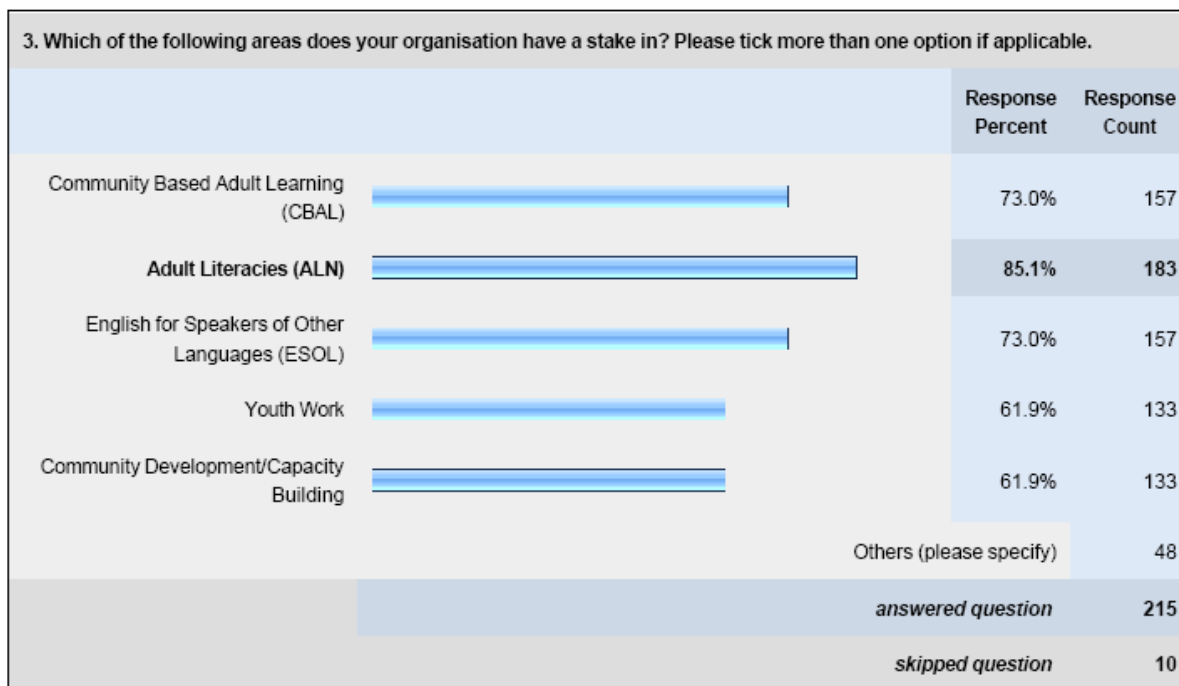 3. Which of the following areas does your organisation have a stake in? Please tick more than one option if applicable.
Response Percent Response Count
Community Based Adult Learning (CBAL) 73.0% 157
Adult Literacies (ALN) 85.1% 183
English for Speakers of Other Languages (ESOL) 73.0% 157
Youth Work 61.9% 133
Community Development/Capacity Building 61.9% 133
Others (please specify) 48
answered question 215
skipped question 10